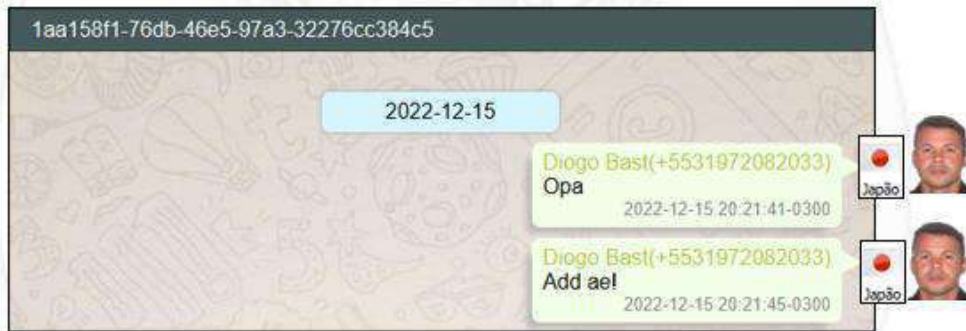 1aa158f1-76db-46e5-97a3-32276cc384c5
2022-12-15
Diogo Bast(+5531972082033)
Opa
2022-12-15 20:21:41-0300
Japão
Diogo Bast(+5531972082033)
Add ae!
2022-12-15 20:21:45-0300
Japão